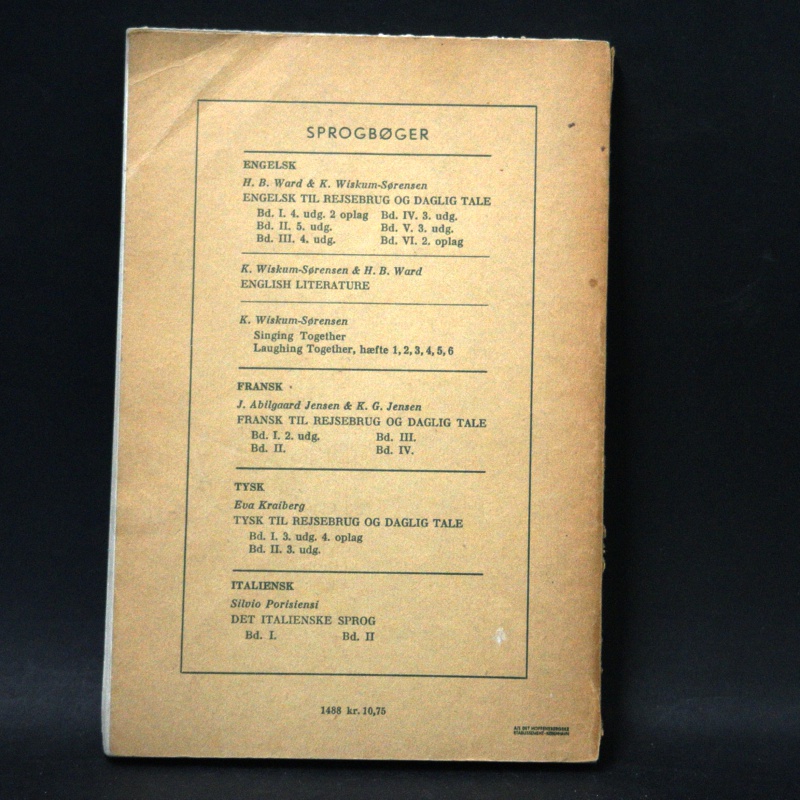 SPROGBØGER
ENGELSK
H. B. Ward & K. Wiskum-Sørensen
ENGELSK TIL REJSEBRUG OG DAGLIG TALE
Bd. I. 4. udg. 2 oplag Bd. IV. 3. udg.
Bd. II. 5. udg. Bd. V. 3. udg.
Bd. III. 4. udg. Bd. VI. 2. oplag
K. Wiskum-Sørensen & H. B. Ward
ENGLISH LITERATURE
K. Wiskum-Sørensen
Singing Together
Laughing Together, hæfte 1, 2, 3, 4, 5, 6
FRANSK
J. Abilgaard Jensen & K. G. Jensen
FRANSK TIL REJSEBRUG OG DAGLIG TALE
Bd. I. 2. udg. Bd. III.
Bd. II. Bd. IV.
TYSK
Eva Kraiberg
TYSK TIL REJSEBRUG OG DAGLIG TALE
Bd. I. 3. udg. 4. oplag
Bd. II. 3. udg.
ITALIENSK
Silvio Porisiensi
DET ITALIENSKE SPROG
Bd. I. Bd. II
1488 kr. 10,75